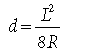 d = L²/8R